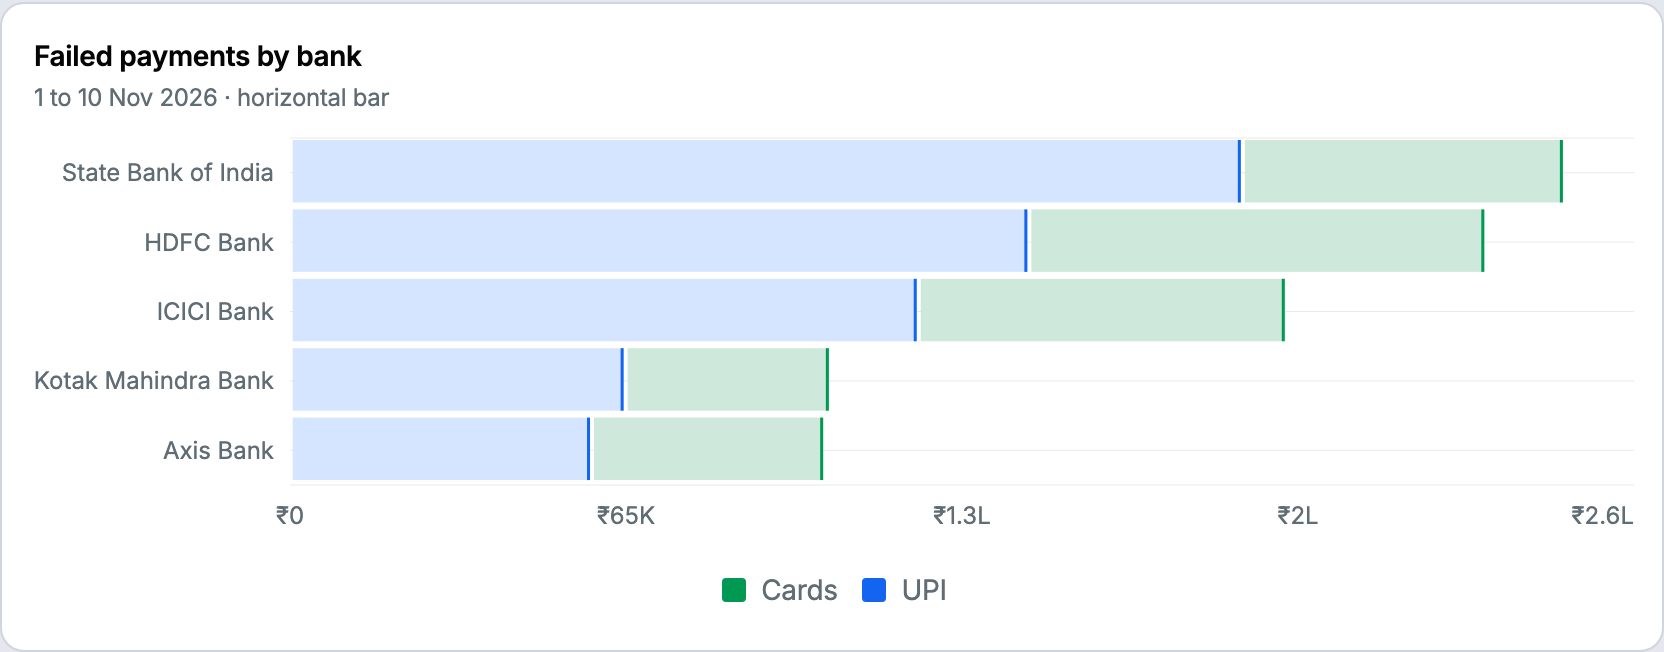 Failed payments by bank
1 to 10 Nov 2026 · horizontal bar
State Bank of India
HDFC Bank
ICICI Bank
Kotak Mahindra Bank
Axis Bank
₹0 ₹65K ₹1.3L ₹2L ₹2.6L
Cards UPI